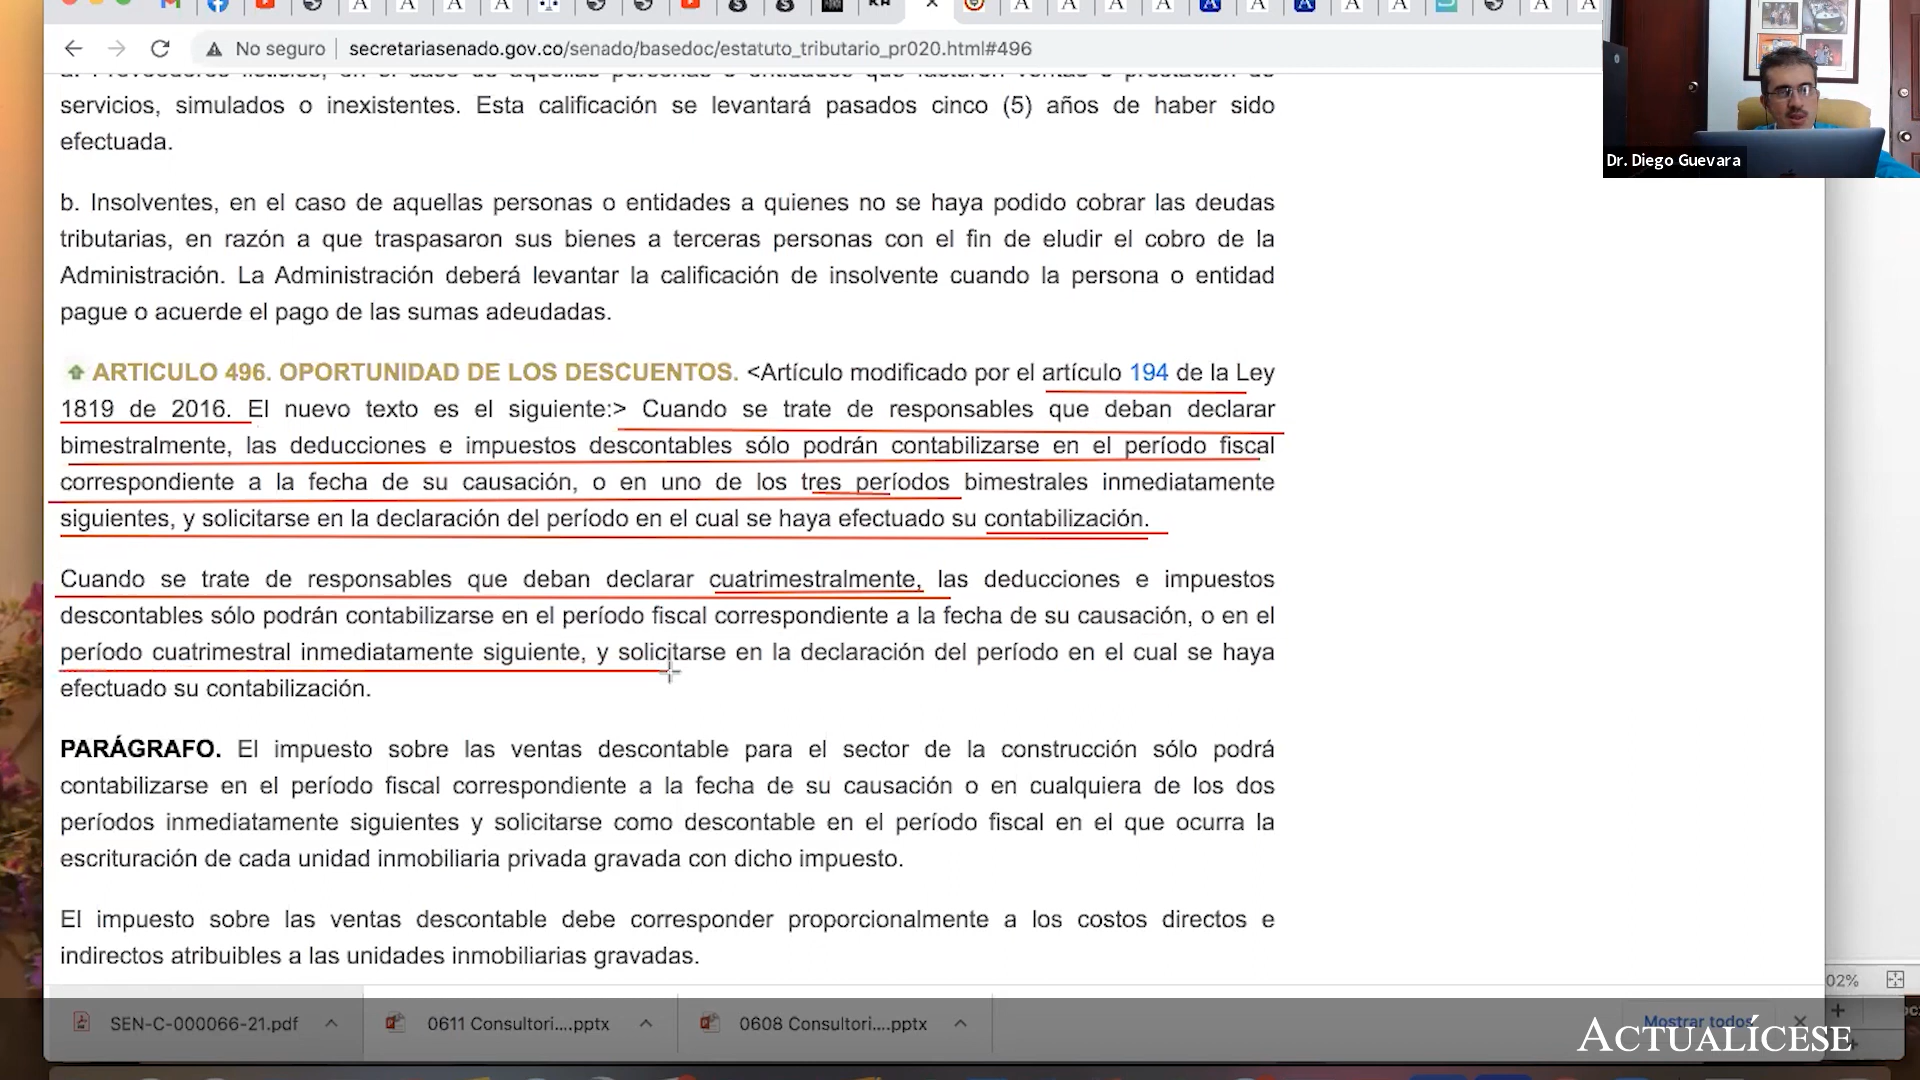 No seguro | secretariasenado.gov.co/senado/basedoc/estatuto_tributario_pr020.html#496
Dr. Diego Guevara
servicios, simulados o inexistentes. Esta calificación se levantará pasados cinco (5) años de haber sido
efectuada.
b. Insolventes, en el caso de aquellas personas o entidades a quienes no se haya podido cobrar las deudas
tributarias, en razón a que traspasaron sus bienes a terceras personas con el fin de eludir el cobro de la
Administración. La Administración deberá levantar la calificación de insolvente cuando la persona o entidad
pague o acuerde el pago de las sumas adeudadas.
ARTICULO 496. OPORTUNIDAD DE LOS DESCUENTOS. <Artículo modificado por el artículo 194 de la Ley
1819 de 2016. El nuevo texto es el siguiente:> Cuando se trate de responsables que deban declarar
bimestralmente, las deducciones e impuestos descontables sólo podrán contabilizarse en el período fiscal
correspondiente a la fecha de su causación, o en uno de los tres períodos bimestrales inmediatamente
siguientes, y solicitarse en la declaración del período en el cual se haya efectuado su contabilización.
Cuando se trate de responsables que deban declarar cuatrimestralmente, las deducciones e impuestos
descontables sólo podrán contabilizarse en el período fiscal correspondiente a la fecha de su causación, o en el
período cuatrimestral inmediatamente siguiente, y solicitarse en la declaración del período en el cual se haya
efectuado su contabilización.
PARÁGRAFO. El impuesto sobre las ventas descontable para el sector de la construcción sólo podrá
contabilizarse en el período fiscal correspondiente a la fecha de su causación o en cualquiera de los dos
períodos inmediatamente siguientes y solicitarse como descontable en el período fiscal en el que ocurra la
escrituración de cada unidad inmobiliaria privada gravada con dicho impuesto.
El impuesto sobre las ventas descontable debe corresponder proporcionalmente a los costos directos e
indirectos atribuibles a las unidades inmobiliarias gravadas.
02%
SEN-C-000066-21.pdf
0611 Consultori....pptx
0608 Consultori....pptx
Mostrar todos
ACTUALÍCESE